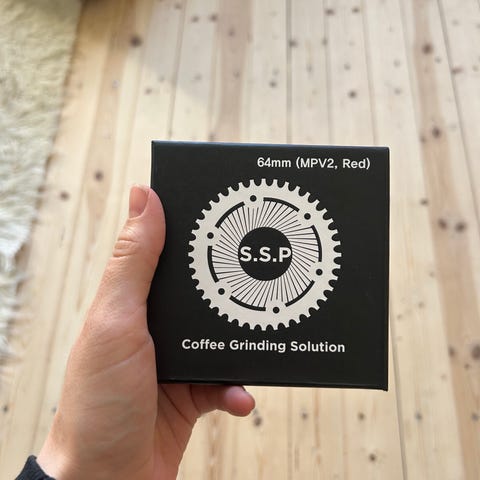 64mm (MPV2, Red)
S.S.P
Coffee Grinding Solution